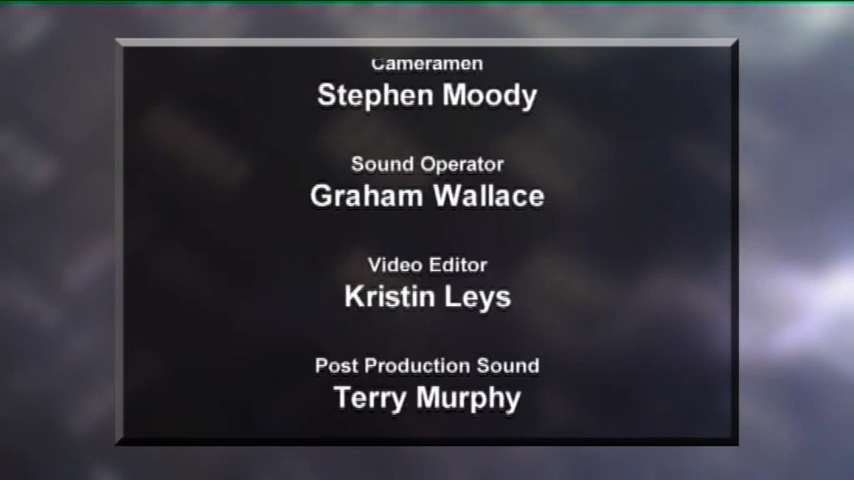 Cameramen
Stephen Moody
Sound Operator
Graham Wallace
Video Editor
Kristin Leys
Post Production Sound
Terry Murphy